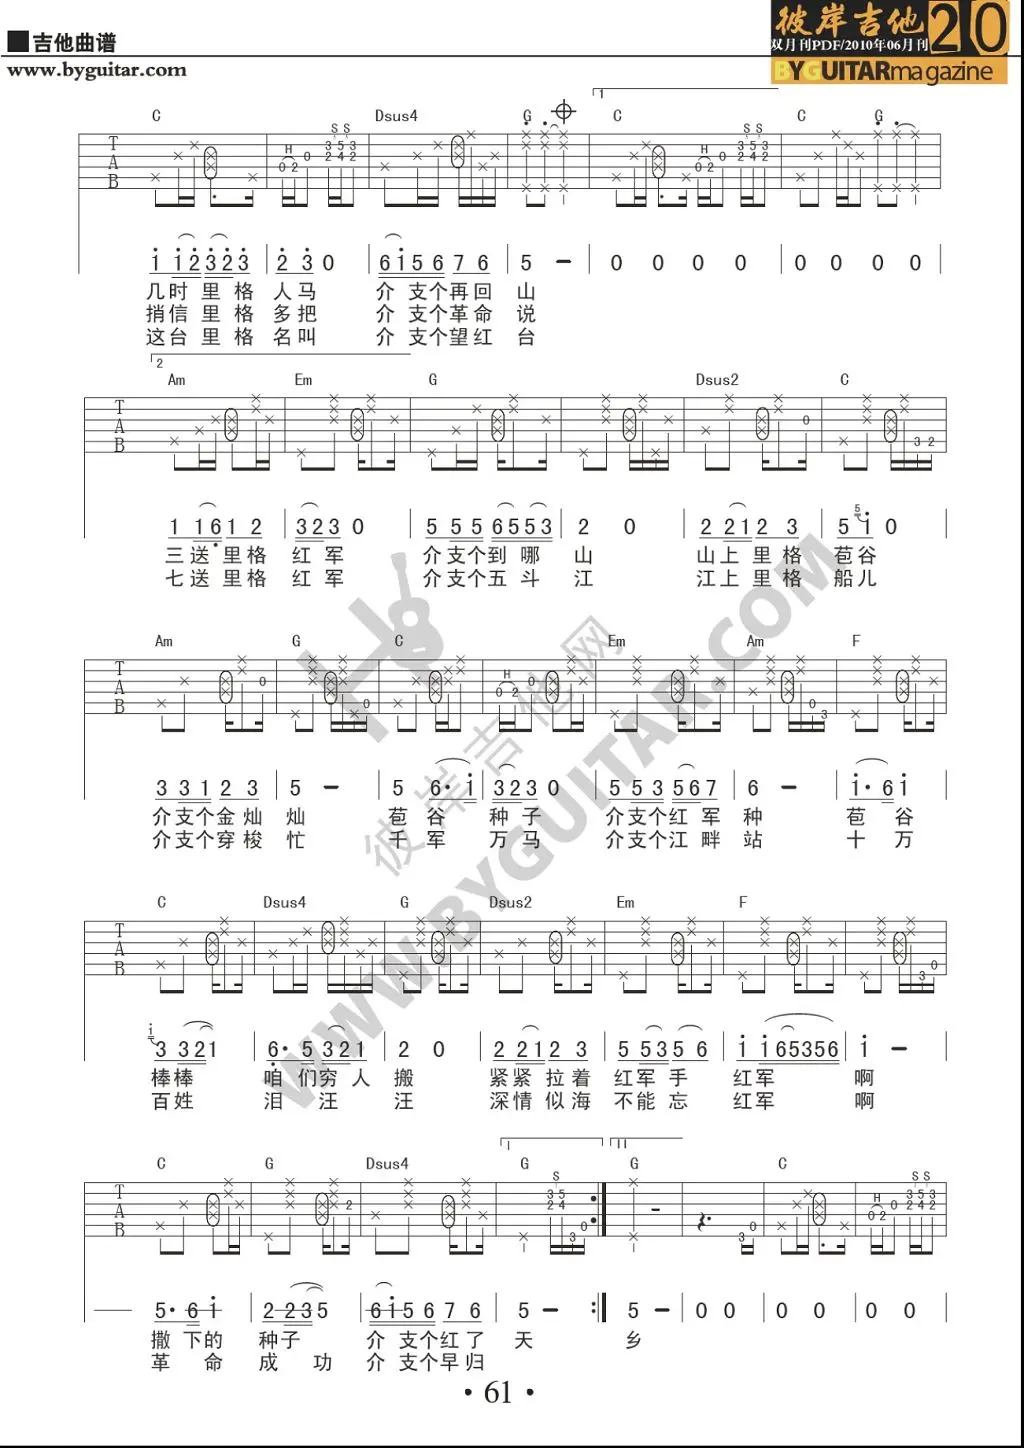 ■吉他曲谱
www.byguitar.com
彼岸吉他 20
双月刊PDF/2010年06月刊
BYGUITARmagazine
1
C Dsus4 G C C G
S S S S
H H
T A B
1 1 2 3 2 3 2 3 0 6 1 5 6 7 6 5 – 0 0 0 0 0 0 0 0
几时 里 格 人 马 介 支个再回 山
捎信 里 格 多 把 介 支个革命 说
这台 里 格 名 叫 介 支个望红 台
2
Am Em G Dsus2 C
T A B
1 1 6 1 2 3 2 3 0 5 5 5 6 5 5 3 2 0 2 2 1 2 3 5 1 0
三 送 里格 红 军 介支个到 哪 山 山上 里格 苞谷
七 送 里格 红 军 介支个五 斗 江 江上 里格 船儿
Am G C Em Am F
H
T A B
3 3 1 2 3 5 – 5 6· 1 3 2 3 0 5 5 3 5 6 7 6 – 1· 6 1
介支个金灿 灿 苞 谷 种 子 介支个红军 种 苞 谷
介支个穿梭 忙 千 军 万 马 介支个江畔 站 十 万
C Dsus4 G Dsus2 Em F
T A B
3 3 2 1 6· 5 3 2 1 2 0 2 2 1 2 3 5 5 3 5 6 1 1 6 5 3 5 6 1 –
棒棒 咱 们穷 人 搬 紧紧 拉着 红军 手 红军 啊
百姓 泪 汪 汪 深情 似海 不能 忘 红军 啊
I II
C G Dsus4 G G C
S S S
H
T A B
5· 6 1 2 2 3 5 6 1 5 6 7 6 5 – 5 – 0 0 0 0 0 0
撒 下的 种子 介 支个红了 天 乡
革 命 成 功 介 支个早归
· 61 ·
彼岸吉他网
WWW.BYGUITAR.COM